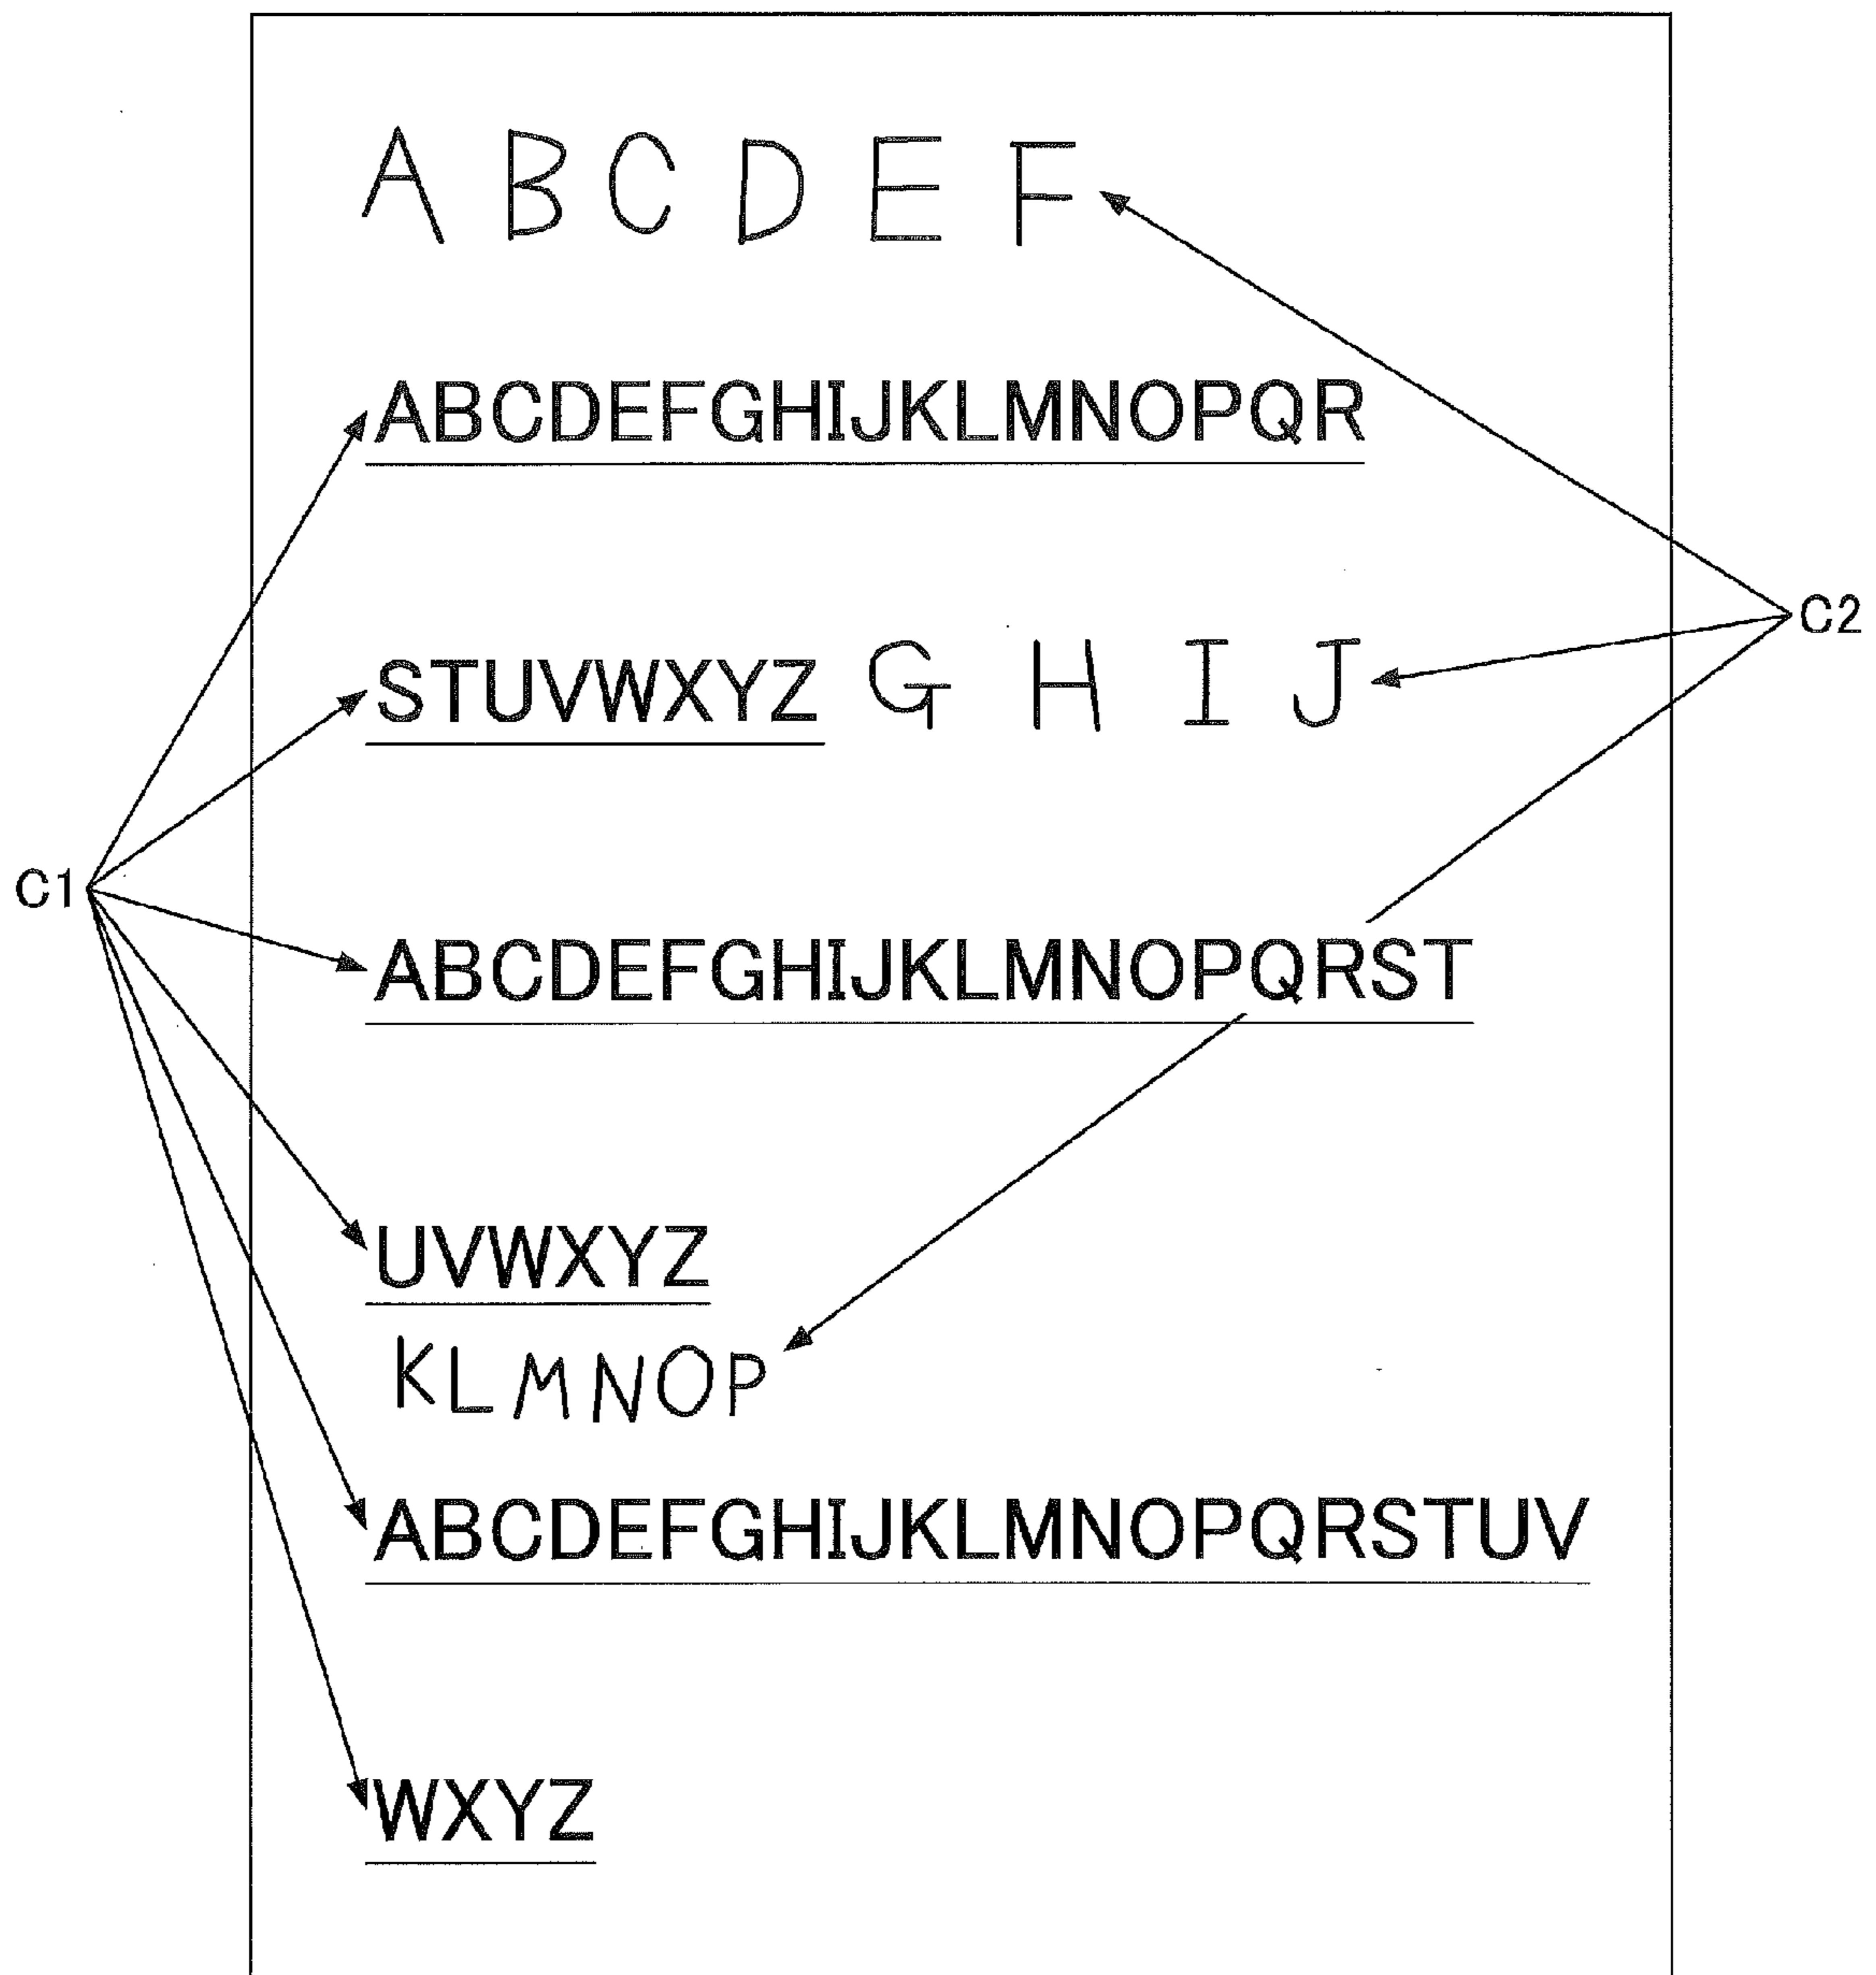 A B C D E F
ABCDEFGHIJKLMNOPQR
C2
STUVWXYZ G H I J
C1
ABCDEFGHIJKLMNOPQRST
UVWXYZ
KLMNOP
ABCDEFGHIJKLMNOPQRSTUV
WXYZ